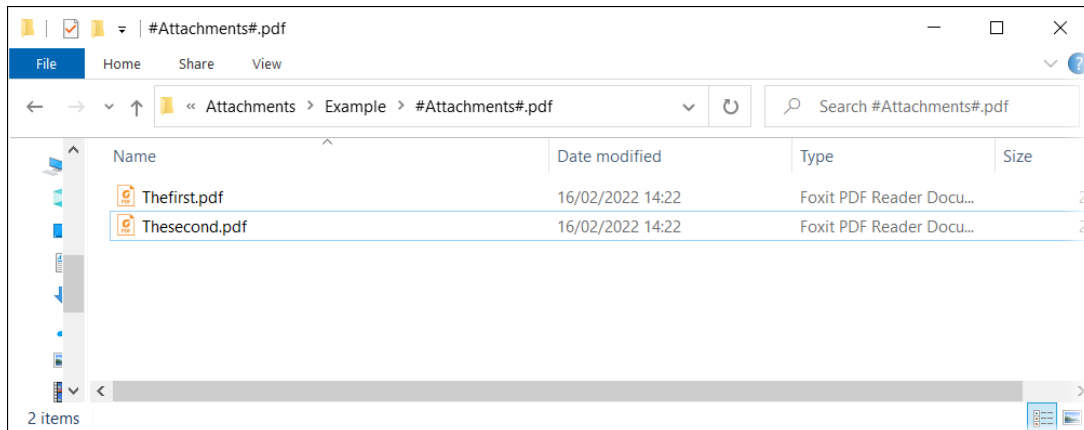 #Attachments#.pdf
File Home Share View
« Attachments > Example > #Attachments#.pdf Search #Attachments#.pdf
Name Date modified Type Size
Thefirst.pdf 16/02/2022 14:22 Foxit PDF Reader Docu...
Thesecond.pdf 16/02/2022 14:22 Foxit PDF Reader Docu...
2 items